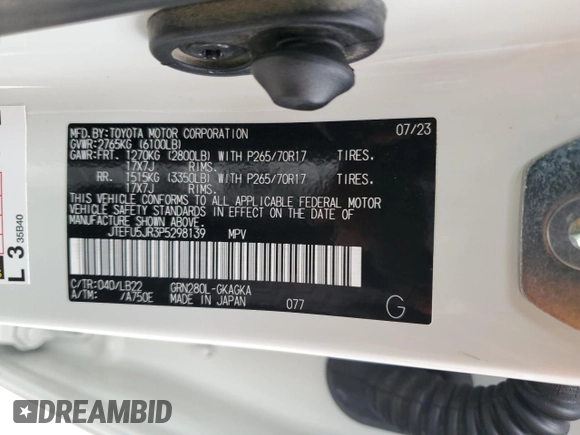 MFD. BY: TOYOTA MOTOR CORPORATION 07/23
GVWR: 2765KG (6100LB)
GAWR: FRT. 1270KG (2800LB) WITH P265/70R17 TIRES.
17X7J RIMS.
RR. 1515KG (3350LB) WITH P265/70R17 TIRES.
17X7J RIMS.
THIS VEHICLE CONFORMS TO ALL APPLICABLE FEDERAL MOTOR
VEHICLE SAFETY STANDARDS IN EFFECT ON THE DATE OF
MANUFACTURE SHOWN ABOVE.
JTEFU5JR3P5298139 MPV
C/TR: 040/LB22 GRN280L-GKAGKA
A/TM: /A750E MADE IN JAPAN 077 G
L 3 35B40
DREAMBID